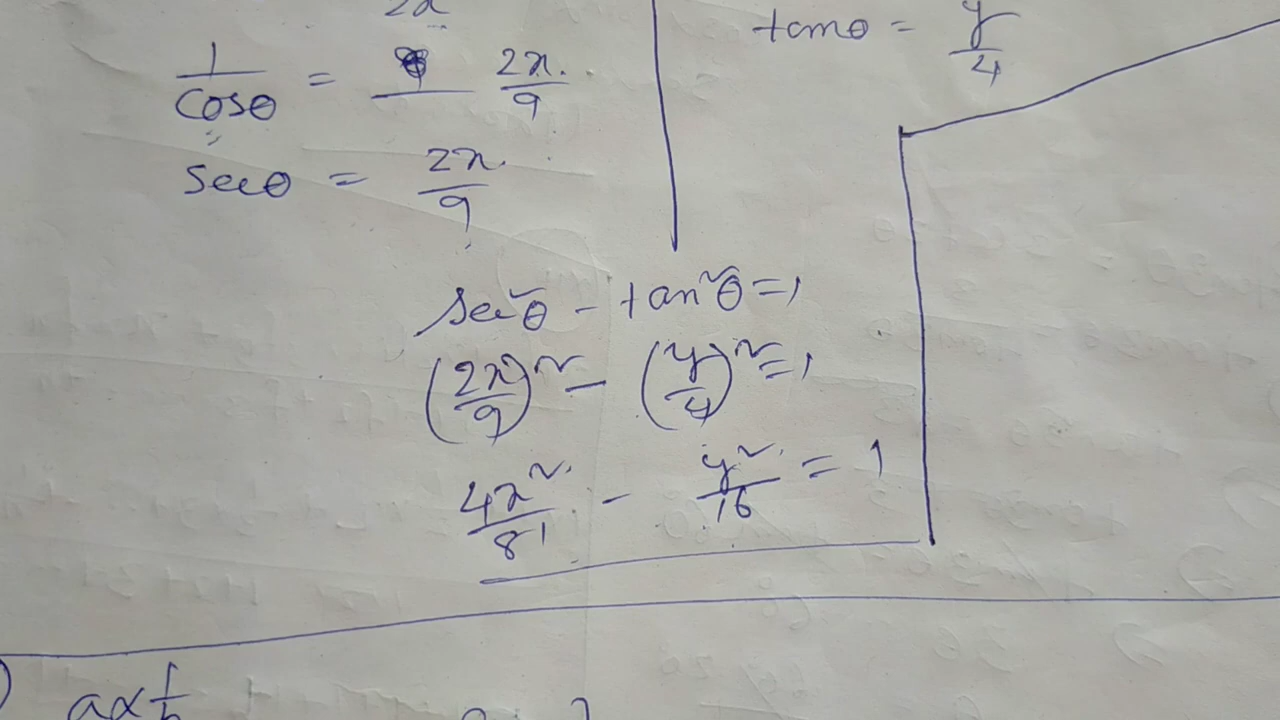 2x
1/cosθ = 2x/9
secθ = 2x/9
tanθ = y/4
sec²θ - tan²θ = 1
(2x/9)² - (y/4)² = 1
4x²/81 - y²/16 = 1